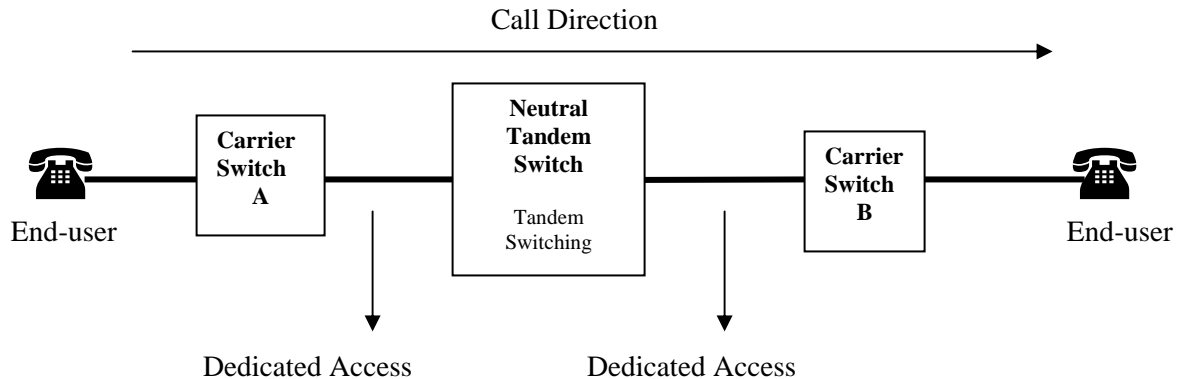 Call Direction
Neutral
Tandem
Switch
Tandem
Switching
Carrier
Switch
A
Carrier
Switch
B
End-user
End-user
Dedicated Access
Dedicated Access